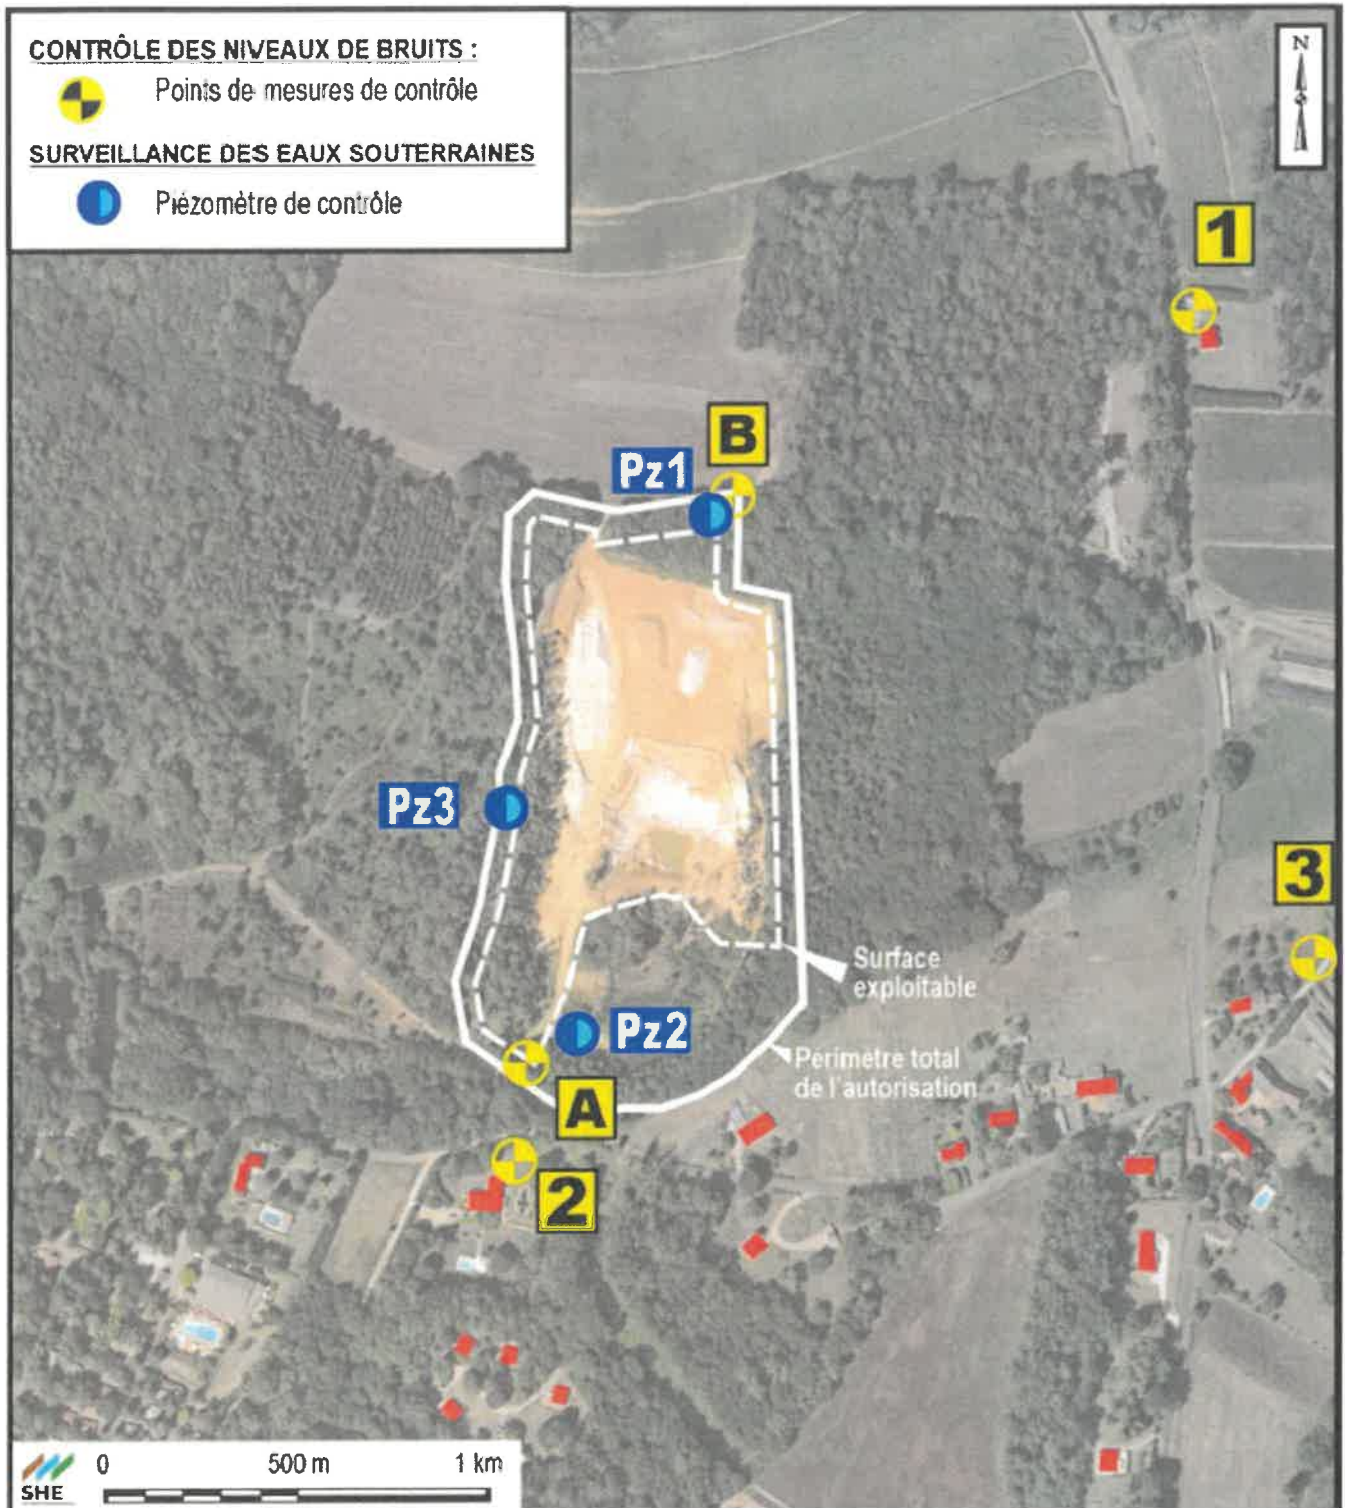 CONTRÔLE DES NIVEAUX DE BRUITS :
Points de mesures de contrôle
SURVEILLANCE DES EAUX SOUTERRAINES
Piézomètre de contrôle
N
1
B
Pz1
Pz3
3
Surface
exploitable
Pz2
Périmètre total
de l'autorisation
A
2
0 500 m 1 km
SHE